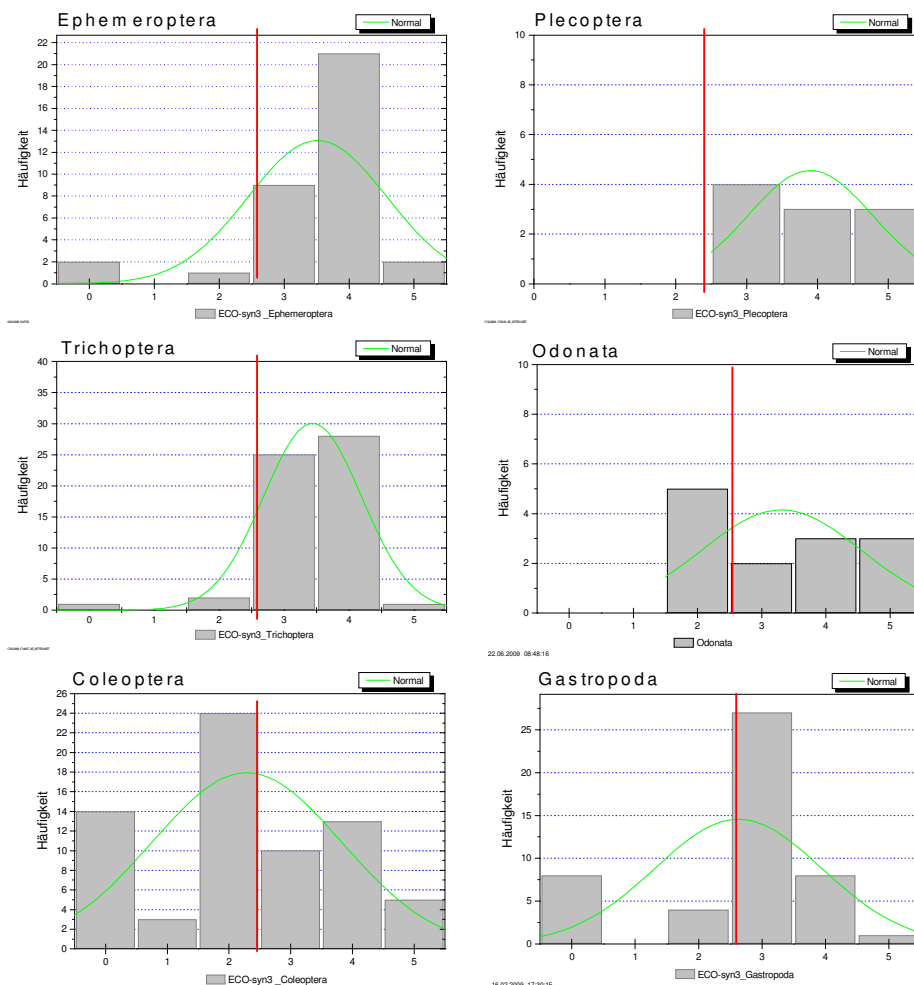 Ephemeroptera
Normal
Häufigkeit
22
20
18
16
14
12
10
8
6
4
2
0
0 1 2 3 4 5
ECO-syn3 _Ephemeroptera
Plecoptera
Normal
Häufigkeit
10
8
6
4
2
0
0 1 2 3 4 5
ECO-syn3_Plecoptera
Trichoptera
Normal
Häufigkeit
40
35
30
25
20
15
10
5
0
0 1 2 3 4 5
ECO-syn3_Trichoptera
Odonata
Normal
Häufigkeit
10
8
6
4
2
0
0 1 2 3 4 5
Odonata
22.06.2009 08:48:16
Coleoptera
Normal
Häufigkeit
26
24
22
20
18
16
14
12
10
8
6
4
2
0
0 1 2 3 4 5
ECO-syn3 _Coleoptera
Gastropoda
Normal
Häufigkeit
25
20
15
10
5
0
0 1 2 3 4 5
ECO-syn3_Gastropoda